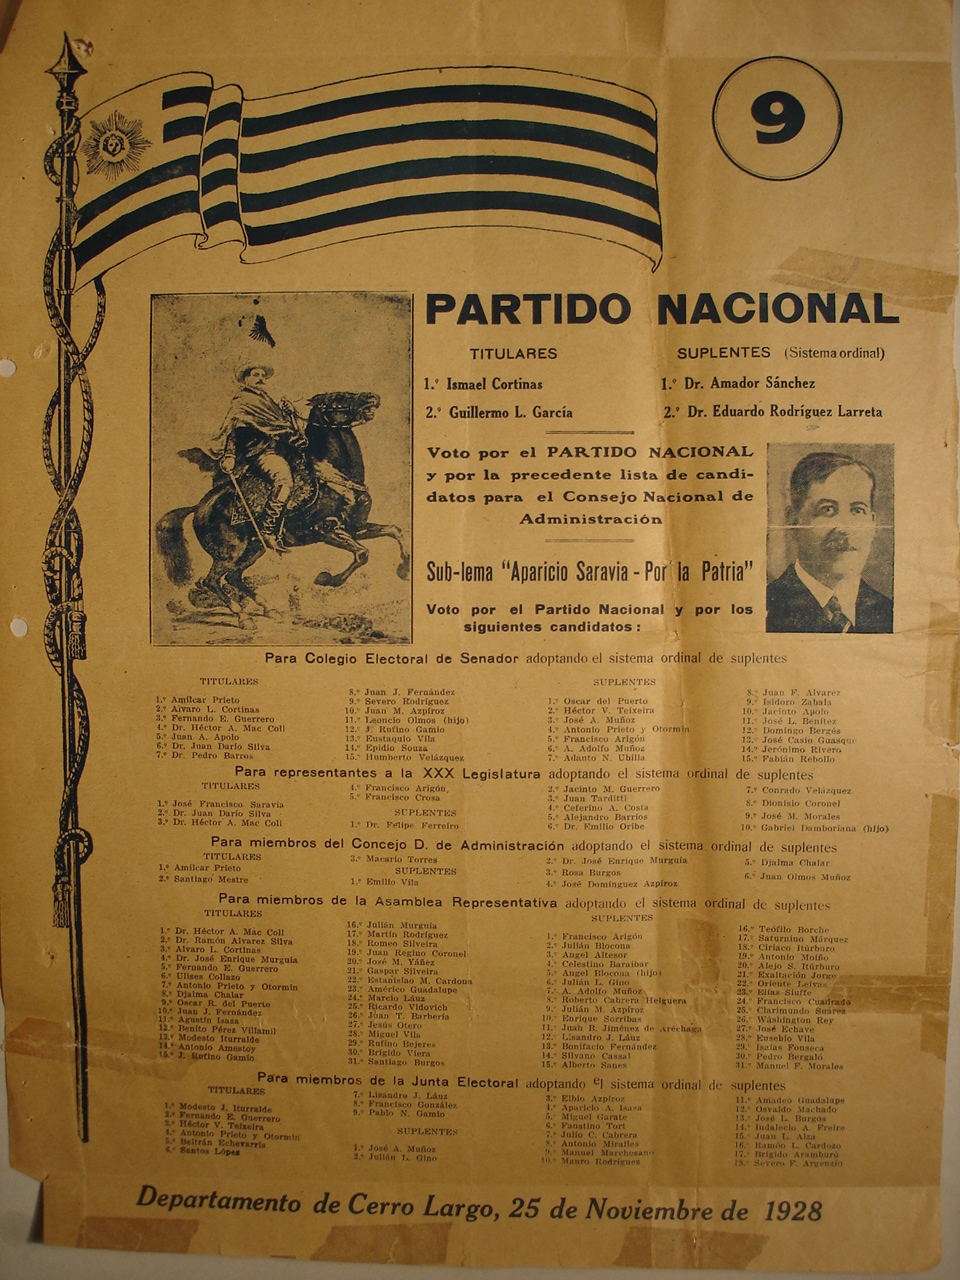 9
PARTIDO NACIONAL
TITULARES
1.º Ismael Cortinas
2.º Guillermo L. García
SUPLENTES (Sistema ordinal)
1.º Dr. Amador Sánchez
2.º Dr. Eduardo Rodríguez Larreta
Voto por el PARTIDO NACIONAL
y por la precedente lista de candi-
datos para el Consejo Nacional de
Administración
Sub-lema "Aparicio Saravia - Por la Patria"
Voto por el Partido Nacional y por los
siguientes candidatos:
Para Colegio Electoral de Senador adoptando el sistema ordinal de suplentes
TITULARES
1.º Amílcar Prieto
2.º Alvaro L. Cortinas
3.º Fernando E. Guerrero
4.º Dr. Héctor A. Mac Coll
5.º Juan A. Apolo
6.º Dr. Juan Darío Silva
7.º Dr. Pedro Barros
8.º Juan J. Fernández
9.º Severo Rodríguez
10.º Juan M. Azpíroz
11.º Leoncio Olmos (hijo)
12.º J. Rufino Gamio
13.º Eustaquio Vila
14.º Epidio Souza
15.º Humberto Velázquez
SUPLENTES
1.º Oscar del Puerto
2.º Héctor V. Teixeira
3.º José A. Muñoz
4.º Antonio Prieto y Otormin
5.º Francisco Arigón
6.º A. Adolfo Muñoz
7.º Adauto N. Ubilla
8.º Juan F. Alvarez
9.º Isidoro Zabala
10.º Jacinto Apolo
11.º José L. Benítez
12.º Domingo Bergés
13.º José Casio Guasque
14.º Jerónimo Rivero
15.º Fabián Rebollo
Para representantes a la XXX Legislatura adoptando el sistema ordinal de suplentes
TITULARES
1.º José Francisco Saravia
2.º Dr. Juan Darío Silva
3.º Dr. Héctor A. Mac Coll
4.º Francisco Arigón
5.º Francisco Crosa
SUPLENTES
1.º Dr. Felipe Ferreiro
2.º Jacinto M. Guerrero
3.º Juan Tarditti
4.º Ceferino A. Costa
5.º Alejandro Barrios
6.º Dr. Emilio Oribe
7.º Conrado Velázquez
8.º Dionisio Coronel
9.º José M. Morales
10.º Gabriel Damboriana (hijo)
Para miembros del Concejo D. de Administración adoptando el sistema ordinal de suplentes
TITULARES
1.º Amílcar Prieto
2.º Santiago Mestre
3.º Macario Torres
SUPLENTES
1.º Emilio Vila
2.º Dr. José Enrique Murguía
3.º Rosa Burgos
4.º José Domínguez Azpíroz
5.º Djalma Chalar
6.º Juan Olmos Muñoz
Para miembros de la Asamblea Representativa adoptando el sistema ordinal de suplentes
TITULARES
1.º Dr. Héctor A. Mac Coll
2.º Dr. Ramón Alvarez Silva
3.º Alvaro L. Cortinas
4.º Dr. José Enrique Murguía
5.º Fernando E. Guerrero
6.º Ulises Collazo
7.º Antonio Prieto y Otormin
8.º Djalma Chalar
9.º Oscar R. del Puerto
10.º Juan J. Fernández
11.º Agustín Isasa
12.º Benito Pérez Villamil
13.º Modesto Iturralde
14.º Antonio Amestoy
15.º J. Rufino Gamio
16.º Julián Murguía
17.º Martín Rodríguez
18.º Romeo Silveira
19.º Juan Regino Coronel
20.º José M. Yáñez
21.º Gaspar Silveira
22.º Estanislao M. Cardona
23.º Américo Guadalupe
24.º Marcio Láuz
25.º Ricardo Vidovich
26.º Juan T. Barbería
27.º Jesús Otero
28.º Miguel Vila
29.º Rufino Bejeres
30.º Brígido Viera
31.º Santiago Burgos
SUPLENTES
1.º Francisco Arigón
2.º Julián Blocona
3.º Angel Altesor
4.º Celestino Baraibar
5.º Angel Blocona (hijo)
6.º Julián L. Gino
7.º A. Adolfo Muñoz
8.º Roberto Cabrera Helguera
9.º Julián M. Azpíroz
10.º Enrique Sorribas
11.º Juan B. Jiménez de Aréchaga
12.º Lisandro J. Láuz
13.º Bonifacio Fernández
14.º Silvano Cassal
15.º Alberto Sanes
16.º Teófilo Borche
17.º Saturnino Márquez
18.º Ciríaco Itúrburo
19.º Antonio Moiño
20.º Alejo S. Itúrburo
21.º Exaltación Jorge
22.º Oriente Leivas
23.º Elías Siuffe
24.º Francisco Cuadrado
25.º Clarimundo Suárez
26.º Wáshington Rey
27.º José Echave
28.º Eusebio Vila
29.º Isaías Fonseca
30.º Pedro Bergaló
31.º Manuel F. Morales
Para miembros de la Junta Electoral adoptando el sistema ordinal de suplentes
TITULARES
1.º Modesto J. Iturralde
2.º Fernando E. Guerrero
3.º Héctor V. Teixeira
4.º Antonio Prieto y Otormin
5.º Beltrán Echevarris
6.º Santos López
7.º Lisandro J. Láuz
8.º Francisco González
9.º Pablo N. Gamio
SUPLENTES
1.º José A. Muñoz
2.º Julián L. Gino
3.º Elbio Azpíroz
4.º Aparicio A. Isasa
5.º Miguel Garate
6.º Faustino Tort
7.º Julio C. Cabrera
8.º Antonio Miralles
9.º Manuel Marchesano
10.º Mauro Rodríguez
11.º Amadeo Guadalupe
12.º Osvaldo Machado
13.º José L. Burgos
14.º Indalecio A. Freire
15.º Juan L. Alza
16.º Ramón L. Cardozo
17.º Brígido Aramburú
18.º Severo F. Argenzio
Departamento de Cerro Largo, 25 de Noviembre de 1928